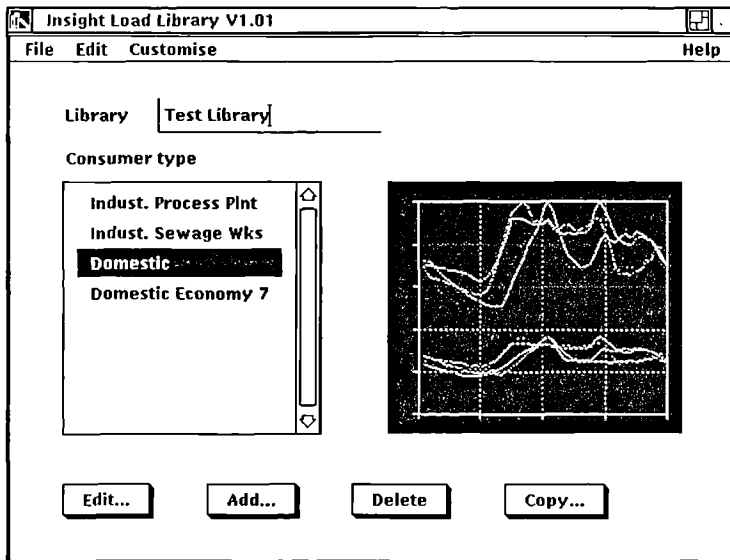 Insight Load Library V1.01
File Edit Customise Help
Library Test Library
Consumer type
Indust. Process Plnt
Indust. Sewage Wks
Domestic
Domestic Economy 7
Edit... Add... Delete Copy...